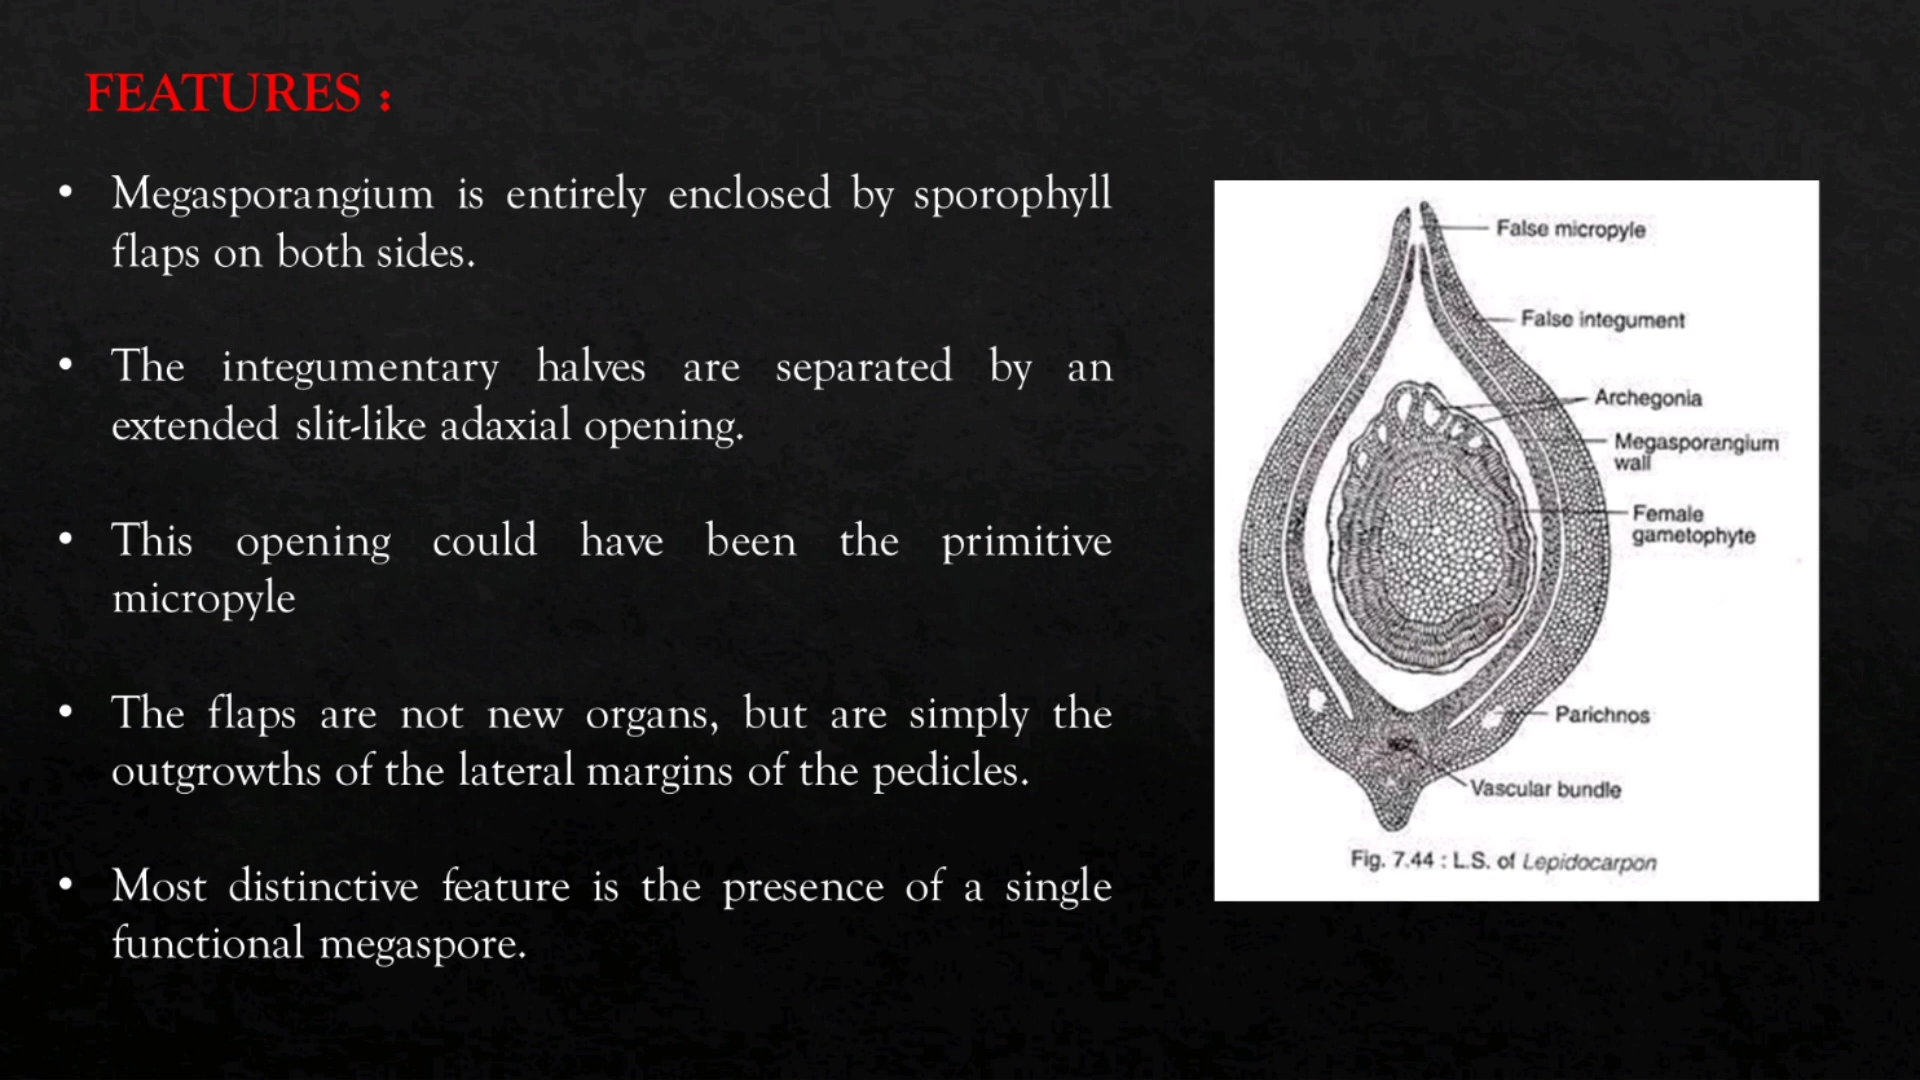 FEATURES :
• Megasporangium is entirely enclosed by sporophyll
flaps on both sides.
• The integumentary halves are separated by an
extended slit-like adaxial opening.
• This opening could have been the primitive
micropyle
• The flaps are not new organs, but are simply the
outgrowths of the lateral margins of the pedicles.
• Most distinctive feature is the presence of a single
functional megaspore.
False micropyle
False integument
Archegonia
Megasporangium
wall
Female
gametophyte
Parichnos
Vascular bundle
Fig. 7.44 : L.S. of Lepidocarpon